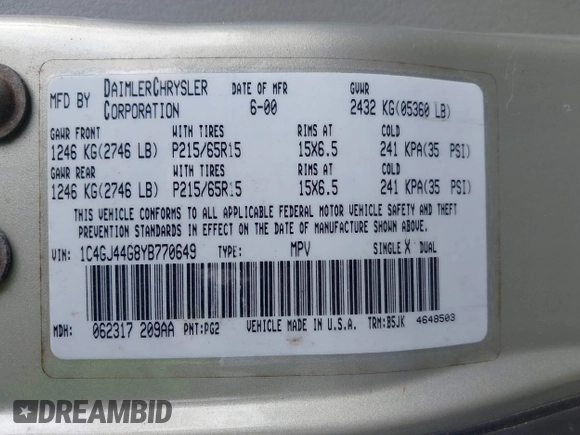 MFD BY DAIMLERCHRYSLER CORPORATION DATE OF MFR 6-00 GVWR 2432 KG(05360 LB)
GAWR FRONT WITH TIRES RIMS AT COLD
1246 KG(2746 LB) P215/65R15 15X6.5 241 KPA(35 PSI)
GAWR REAR WITH TIRES RIMS AT COLD
1246 KG(2746 LB) P215/65R15 15X6.5 241 KPA(35 PSI)
THIS VEHICLE CONFORMS TO ALL APPLICABLE FEDERAL MOTOR VEHICLE SAFETY AND THEFT
PREVENTION STANDARDS IN EFFECT ON THE DATE OF MANUFACTURE SHOWN ABOVE.
VIN: 1C4GJ44G8YB770649 TYPE: MPV SINGLE X DUAL
MDH: 062317 209AA PNT:PG2 VEHICLE MADE IN U.S.A. TRM:B5JK 4648503
DREAMBID